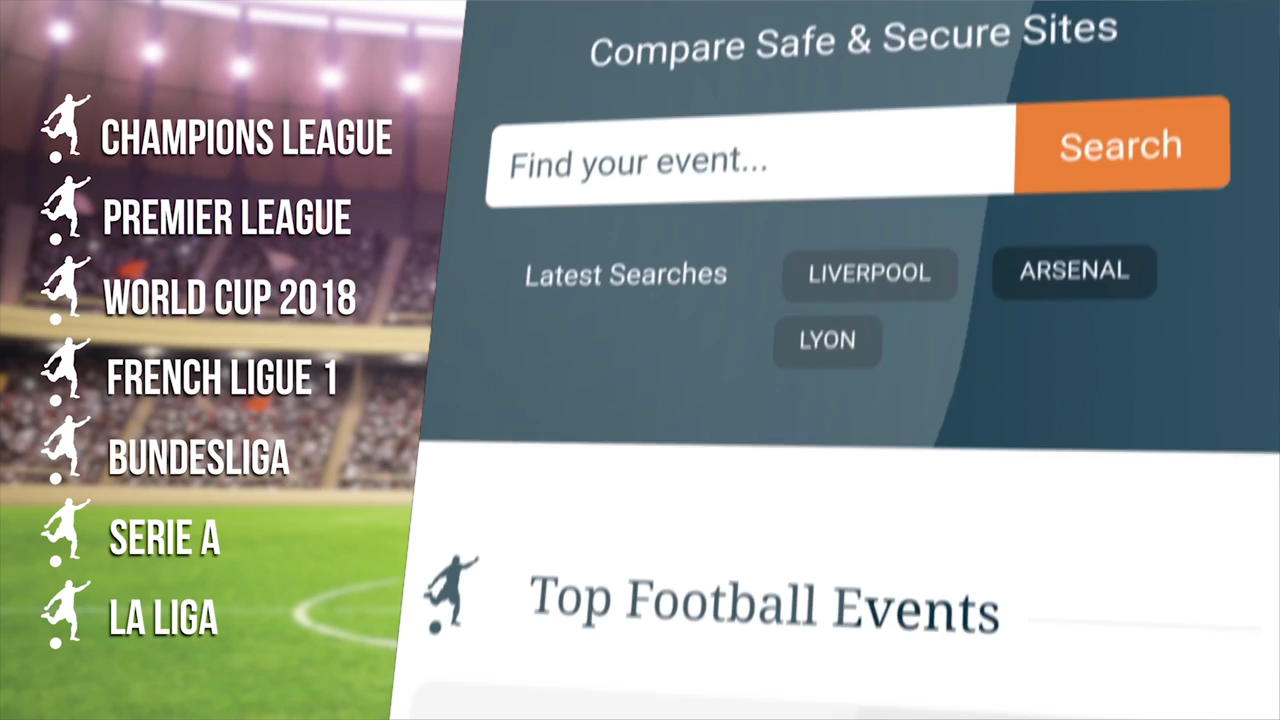 CHAMPIONS LEAGUE
PREMIER LEAGUE
WORLD CUP 2018
FRENCH LIGUE 1
BUNDESLIGA
SERIE A
LA LIGA
Compare Safe & Secure Sites
Find your event...
Search
Latest Searches
LIVERPOOL
ARSENAL
LYON
Top Football Events